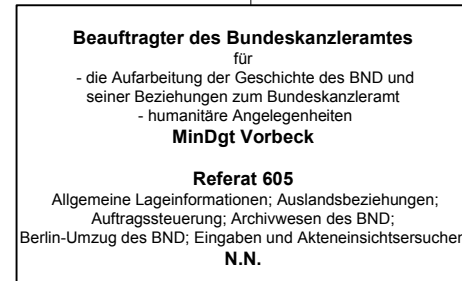 Beauftragter des Bundeskanzleramtes
für
- die Aufarbeitung der Geschichte des BND und
seiner Beziehungen zum Bundeskanzleramt
- humanitäre Angelegenheiten
MinDgt Vorbeck
Referat 605
Allgemeine Lageinformationen; Auslandsbeziehungen;
Auftragssteuerung; Archivwesen des BND;
Berlin-Umzug des BND; Eingaben und Akteneinsichtsersuchen
N.N.